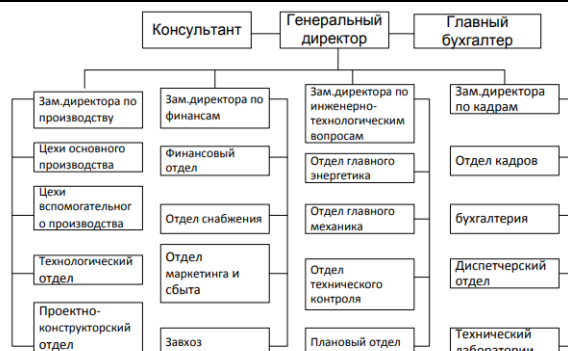 Консультант
Генеральный
директор
Главный
бухгалтер
Зам.директора по
производству
Зам.директора по
финансам
Зам.директора по
инженерно-
технологическим
вопросам
Зам.директора
по кадрам
Цехи основного
производства
Финансовый
отдел
Отдел главного
энергетика
Отдел кадров
Цехи
вспомогательног
о производства
Отдел снабжения
Отдел главного
механика
бухгалтерия
Технологический
отдел
Отдел
маркетинга и
сбыта
Отдел
технического
контроля
Диспетчерский
отдел
Проектно-
конструкторский
отдел
Завхоз
Плановый отдел
Технический
лаборатории